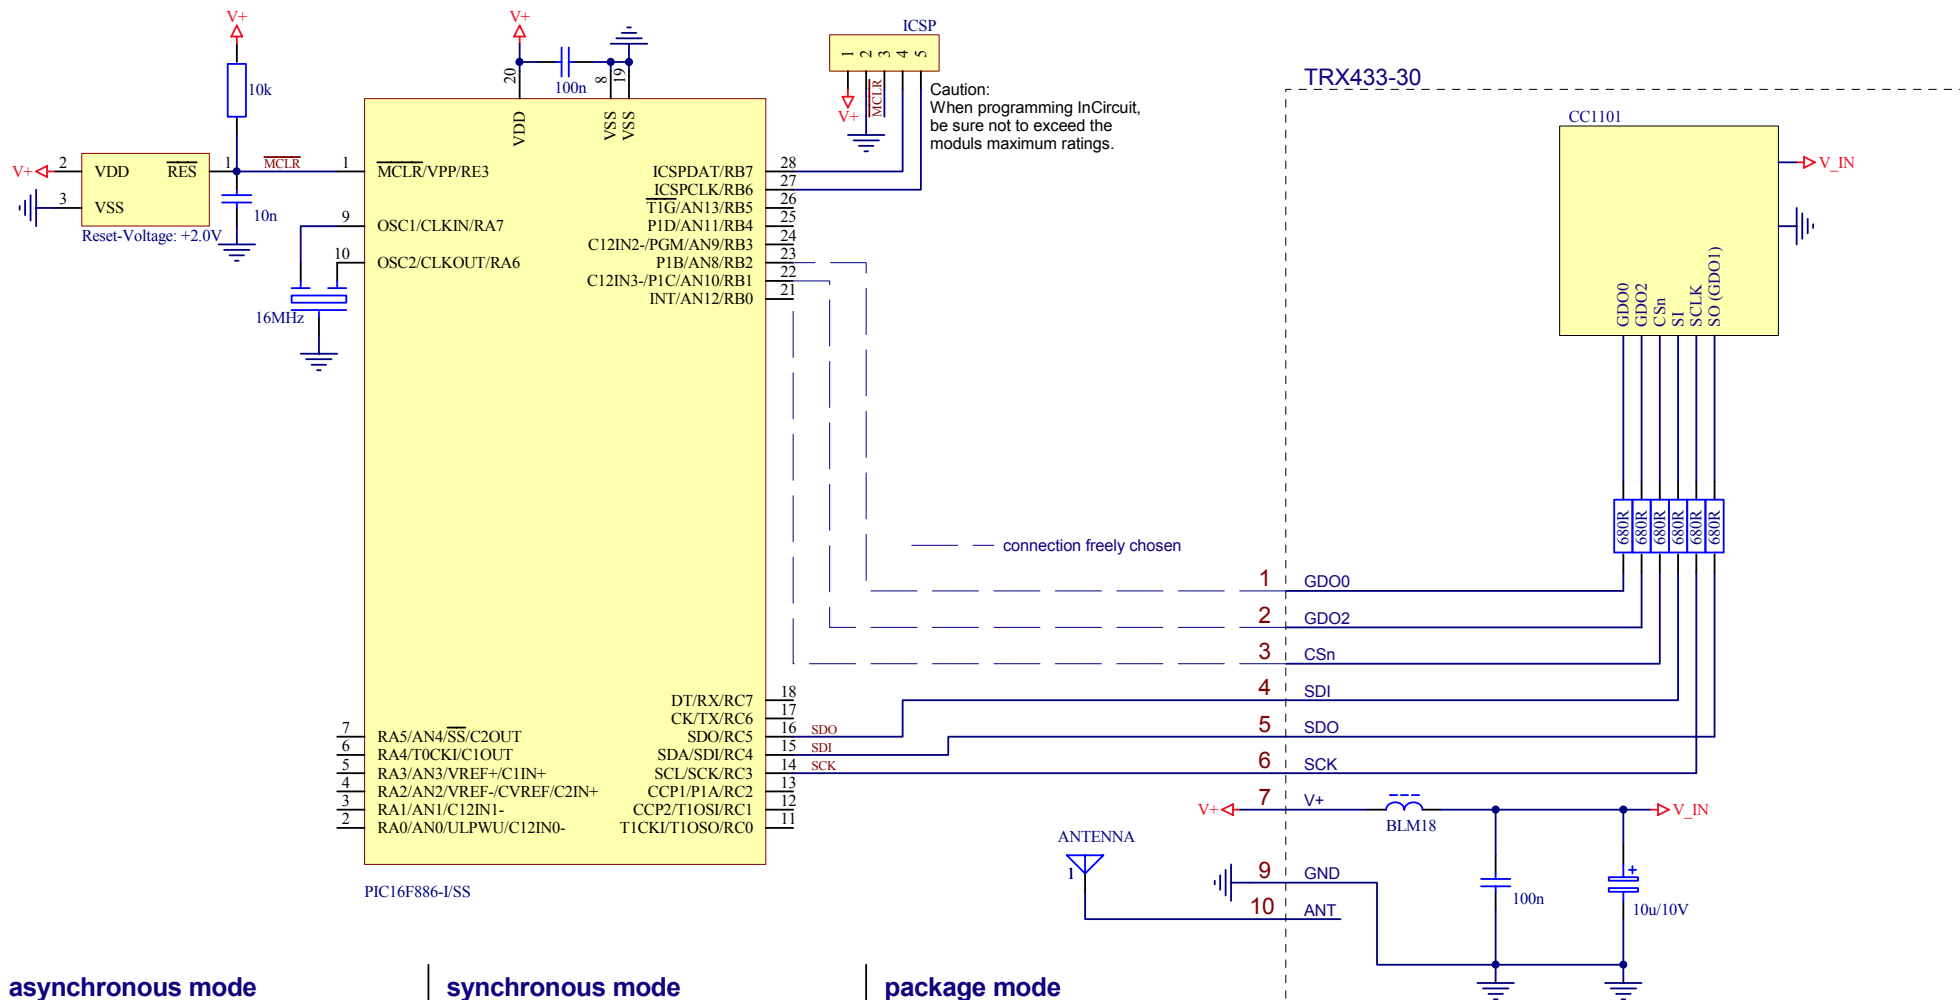 V+
10k
2
VDD
RES
1
MCLR
V+
3
VSS
10n
Reset-Voltage: +2.0V
V+
20
100n
8
19
VDD
VSS
VSS
1
MCLR/VPP/RE3
9
OSC1/CLKIN/RA7
10
OSC2/CLKOUT/RA6
16MHz
ICSPDAT/RB7
28
ICSPCLK/RB6
27
T1G/AN13/RB5
26
P1D/AN11/RB4
25
C12IN2-/PGM/AN9/RB3
24
P1B/AN8/RB2
23
C12IN3-/P1C/AN10/RB1
22
INT/AN12/RB0
21
DT/RX/RC7
18
CK/TX/RC6
17
SDO/RC5
16
SDO
SDA/SDI/RC4
15
SDI
SCL/SCK/RC3
14
SCK
CCP1/P1A/RC2
13
CCP2/T1OSI/RC1
12
T1CKI/T1OSO/RC0
11
7
RA5/AN4/SS/C2OUT
6
RA4/T0CKI/C1OUT
5
RA3/AN3/VREF+/C1IN+
4
RA2/AN2/VREF-/CVREF/C2IN+
3
RA1/AN1/C12IN1-
2
RA0/AN0/ULPWU/C12IN0-
PIC16F886-I/SS
ICSP
1
2
3
4
5
V+
MCLR
Caution:
When programming InCircuit,
be sure not to exceed the
moduls maximum ratings.
connection freely chosen
TRX433-30
CC1101
V_IN
GDO0
GDO2
CSn
SI
SCLK
SO (GDO1)
680R
680R
680R
680R
680R
680R
1
GDO0
2
GDO2
3
CSn
4
SDI
5
SDO
6
SCK
V+
7
V+
BLM18
V_IN
ANTENNA
1
9
GND
10
ANT
100n
+
10u/10V
asynchronous mode
synchronous mode
package mode